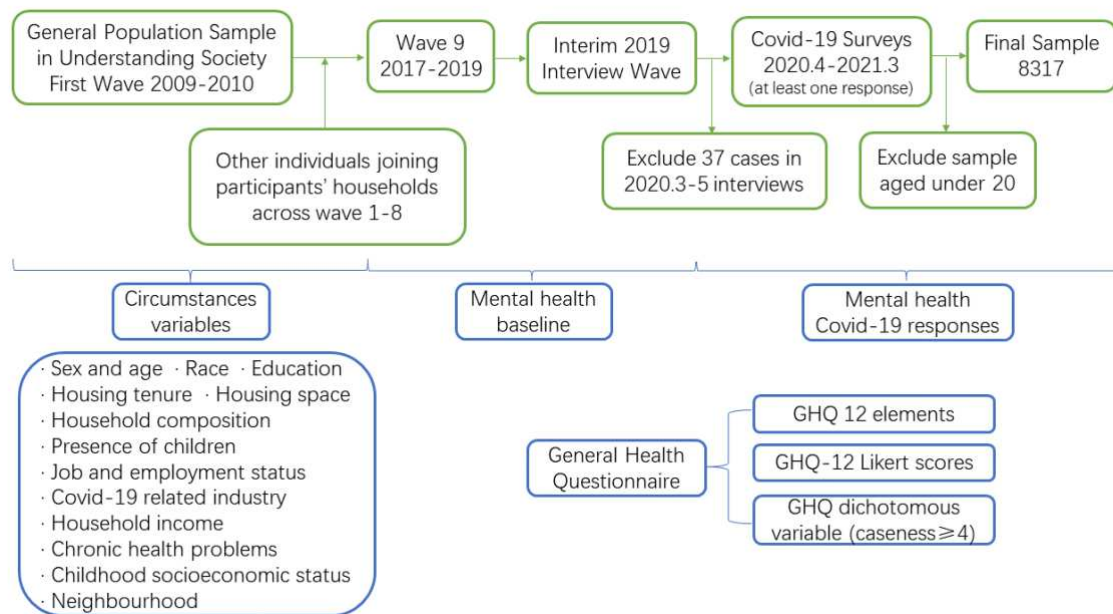 General Population Sample
in Understanding Society
First Wave 2009-2010
Wave 9
2017-2019
Interim 2019
Interview Wave
Covid-19 Surveys
2020.4-2021.3
(at least one response)
Final Sample
8317
Other individuals joining
participants' households
across wave 1-8
Exclude 37 cases in
2020.3-5 interviews
Exclude sample
aged under 20
Circumstances
variables
Mental health
baseline
Mental health
Covid-19 responses
· Sex and age · Race · Education
· Housing tenure · Housing space
· Household composition
· Presence of children
· Job and employment status
· Covid-19 related industry
· Household income
· Chronic health problems
· Childhood socioeconomic status
· Neighbourhood
General Health
Questionnaire
GHQ 12 elements
GHQ-12 Likert scores
GHQ dichotomous
variable (caseness≥4)